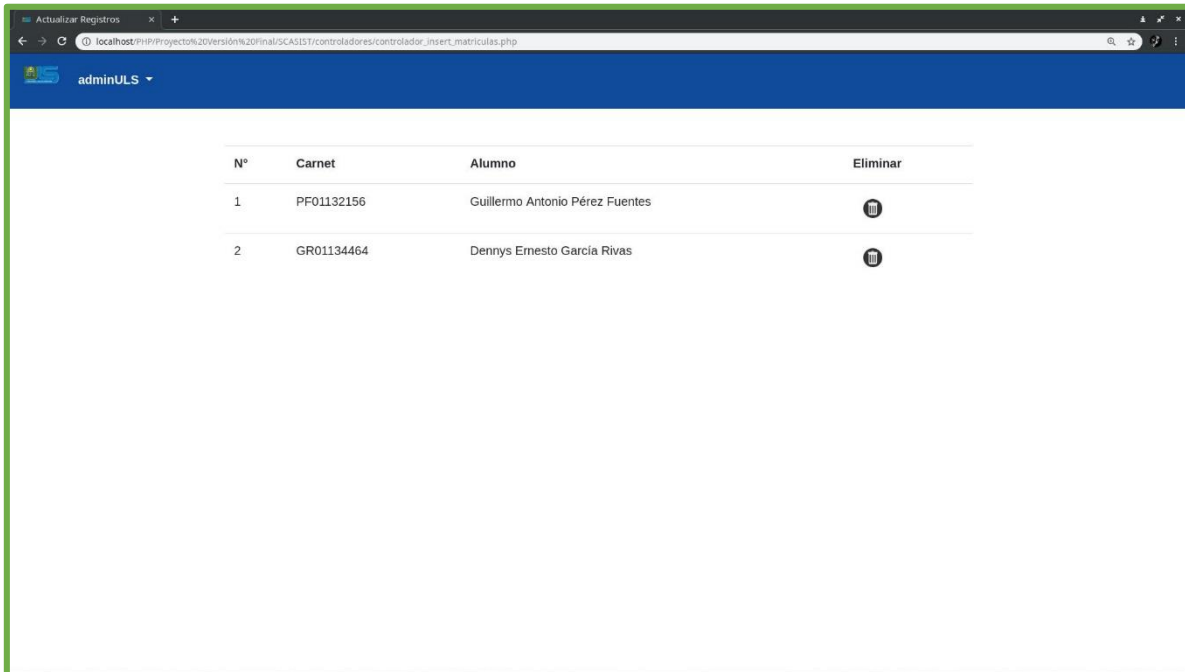 Actualizar Registros
localhost/PHP/Proyecto%20Versión%20Final/SCASIST/controladores/controlador_insert_matriculas.php
adminULS
N° Carnet Alumno Eliminar
1 PF01132156 Guillermo Antonio Pérez Fuentes
2 GR01134464 Dennys Ernesto García Rivas